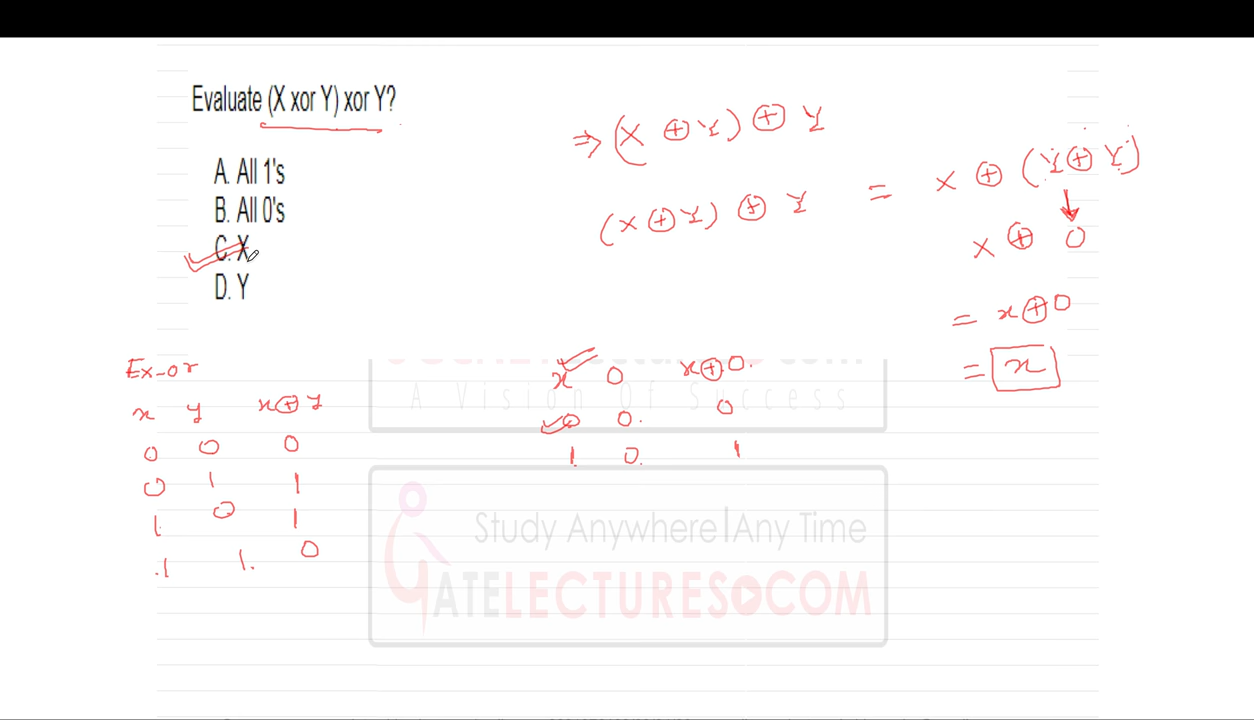 Evaluate (X xor Y) xor Y?
A. All 1's
B. All 0's
C. X
D. Y
⇒ (X ⊕ Y) ⊕ Y
(X ⊕ Y) ⊕ Y = X ⊕ (Y ⊕ Y)
X ⊕ 0
= x ⊕ 0
= x
Ex-or
x y x ⊕ y
0 0 0
0 1 1
1 0 1
1 1 0
x 0 x ⊕ 0
0 0 0
1 0 1
A Vision Of Success
Study Anywhere|Any Time
GATELECTURES.COM